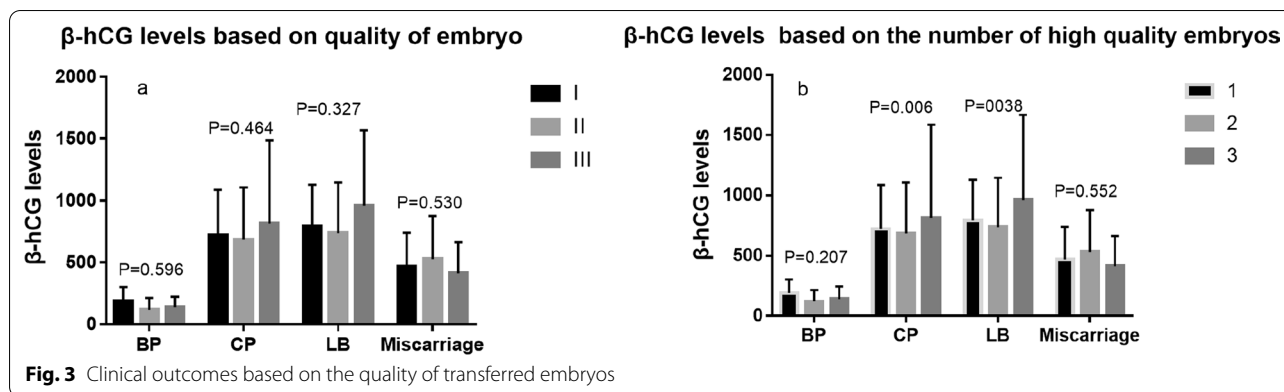 β-hCG levels based on quality of embryo
a
2000
1500
1000
500
0
β-hCG levels
P=0.596
P=0.464
P=0.327
P=0.530
BP CP LB Miscarriage
I
II
III
β-hCG levels based on the number of high quality embryos
b
2000
1500
1000
500
0
β-hCG levels
P=0.207
P=0.006
P=0038
P=0.552
BP CP LB Miscarriage
1
2
3
Fig. 3 Clinical outcomes based on the quality of transferred embryos